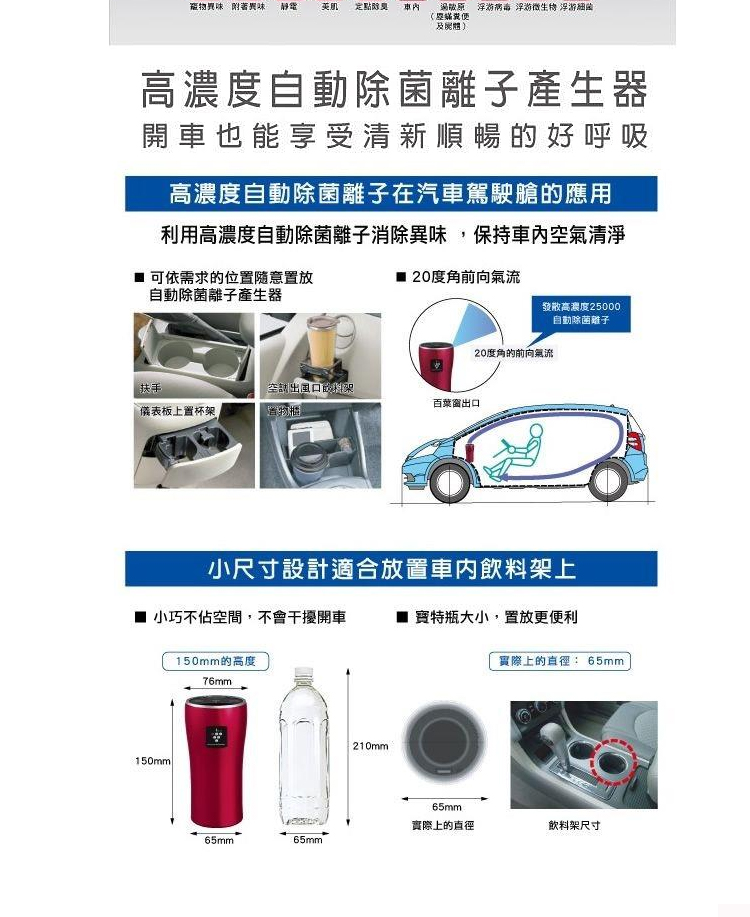 寵物異味 附著異味 靜電 美肌 定點除臭 車內 過敏原 浮游病毒 浮游微生物 浮游細菌
(塵蟎糞便
及屍體)
高濃度自動除菌離子產生器
開車也能享受清新順暢的好呼吸
高濃度自動除菌離子在汽車駕駛艙的應用
利用高濃度自動除菌離子消除異味 ，保持車內空氣清淨
■ 可依需求的位置隨意置放
自動除菌離子產生器
■ 20度角前向氣流
發散高濃度25000
自動除菌離子
20度角的前向氣流
百葉窗出口
扶手
空調出風口飲料架
儀表板上置杯架
置物櫃
小尺寸設計適合放置車內飲料架上
■ 小巧不佔空間，不會干擾開車
■ 寶特瓶大小，置放更便利
150mm的高度
實際上的直徑： 65mm
76mm
150mm
210mm
65mm
65mm
65mm
實際上的直徑
飲料架尺寸